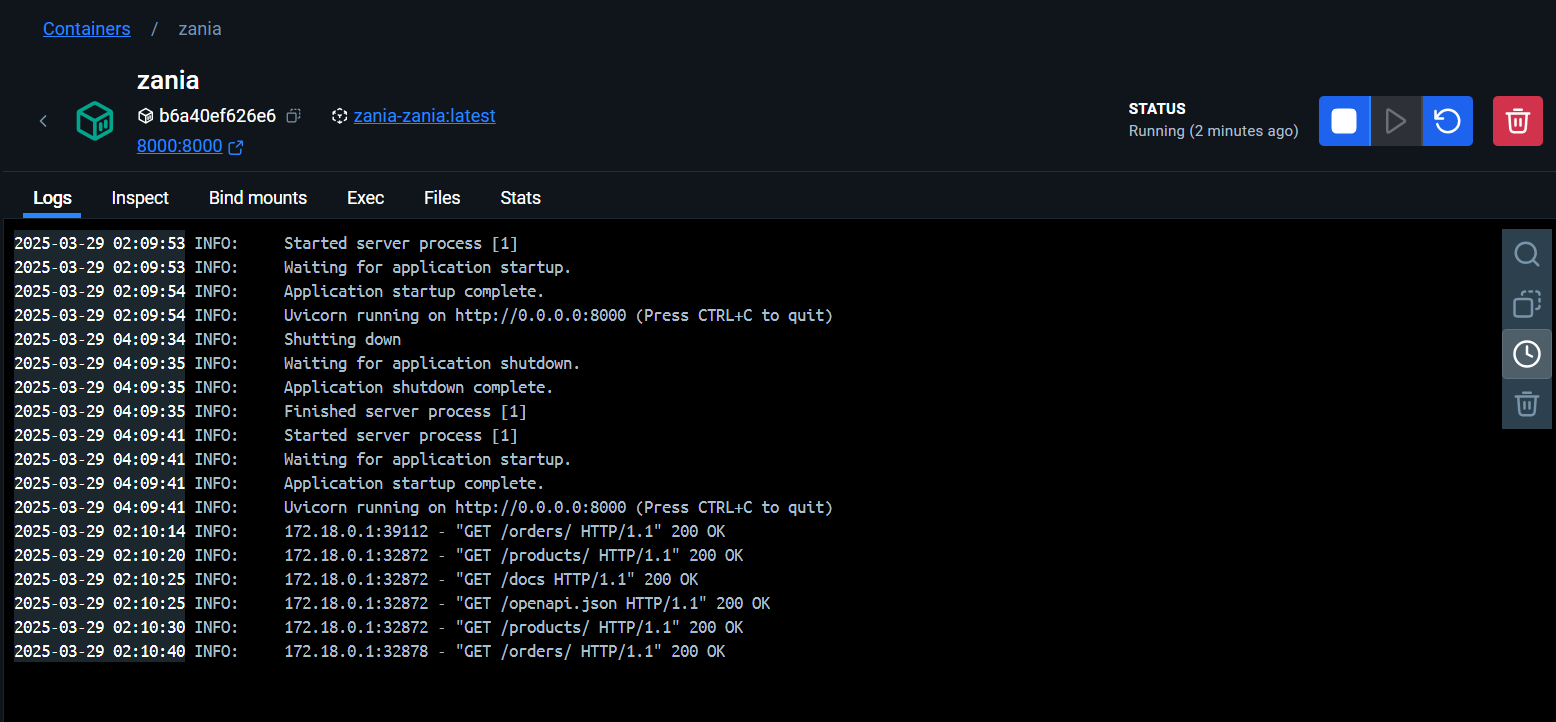 Containers / zania
zania
b6a40ef626e6 zania-zania:latest
8000:8000
STATUS
Running (2 minutes ago)
Logs Inspect Bind mounts Exec Files Stats
2025-03-29 02:09:53 INFO:     Started server process [1]
2025-03-29 02:09:53 INFO:     Waiting for application startup.
2025-03-29 02:09:54 INFO:     Application startup complete.
2025-03-29 02:09:54 INFO:     Uvicorn running on http://0.0.0.0:8000 (Press CTRL+C to quit)
2025-03-29 04:09:34 INFO:     Shutting down
2025-03-29 04:09:35 INFO:     Waiting for application shutdown.
2025-03-29 04:09:35 INFO:     Application shutdown complete.
2025-03-29 04:09:35 INFO:     Finished server process [1]
2025-03-29 04:09:41 INFO:     Started server process [1]
2025-03-29 04:09:41 INFO:     Waiting for application startup.
2025-03-29 04:09:41 INFO:     Application startup complete.
2025-03-29 04:09:41 INFO:     Uvicorn running on http://0.0.0.0:8000 (Press CTRL+C to quit)
2025-03-29 02:10:14 INFO:     172.18.0.1:39112 - "GET /orders/ HTTP/1.1" 200 OK
2025-03-29 02:10:20 INFO:     172.18.0.1:32872 - "GET /products/ HTTP/1.1" 200 OK
2025-03-29 02:10:25 INFO:     172.18.0.1:32872 - "GET /docs HTTP/1.1" 200 OK
2025-03-29 02:10:25 INFO:     172.18.0.1:32872 - "GET /openapi.json HTTP/1.1" 200 OK
2025-03-29 02:10:30 INFO:     172.18.0.1:32872 - "GET /products/ HTTP/1.1" 200 OK
2025-03-29 02:10:40 INFO:     172.18.0.1:32878 - "GET /orders/ HTTP/1.1" 200 OK